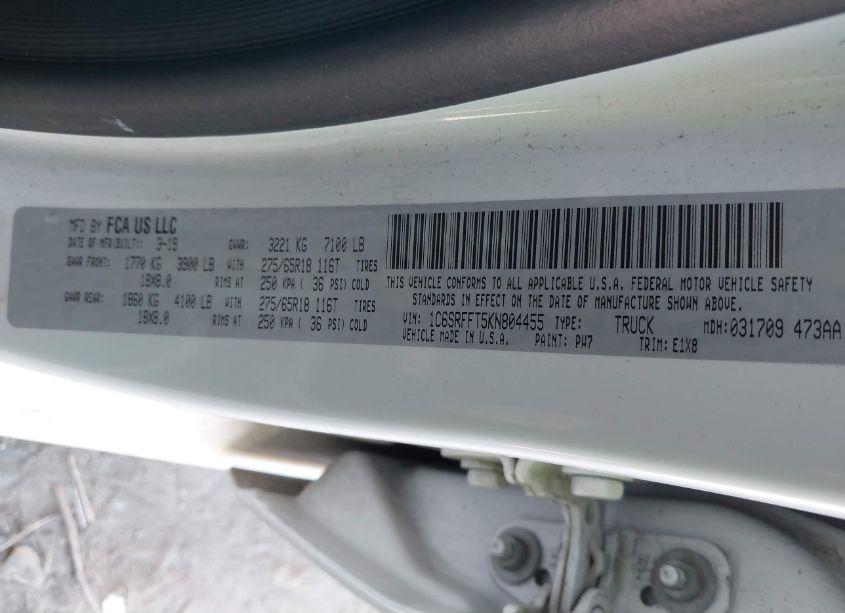 MFD BY FCA US LLC
DATE OF MFR(BUILT): 3-19 GVWR: 3221 KG 7100 LB
GAWR FRONT: 1770 KG 3900 LB WITH 275/65R18 116T TIRES
18X8.0 RIMS AT 250 KPA ( 36 PSI) COLD
GAWR REAR: 1860 KG 4100 LB WITH 275/65R18 116T TIRES
18X8.0 RIMS AT 250 KPA ( 36 PSI) COLD
THIS VEHICLE CONFORMS TO ALL APPLICABLE U.S.A. FEDERAL MOTOR VEHICLE SAFETY
STANDARDS IN EFFECT ON THE DATE OF MANUFACTURE SHOWN ABOVE.
VIN: 1C6SRFFT5KN804455 TYPE: TRUCK MDH: 031709 473AA
VEHICLE MADE IN U.S.A. PAINT: PW7 TRIM: E1X8